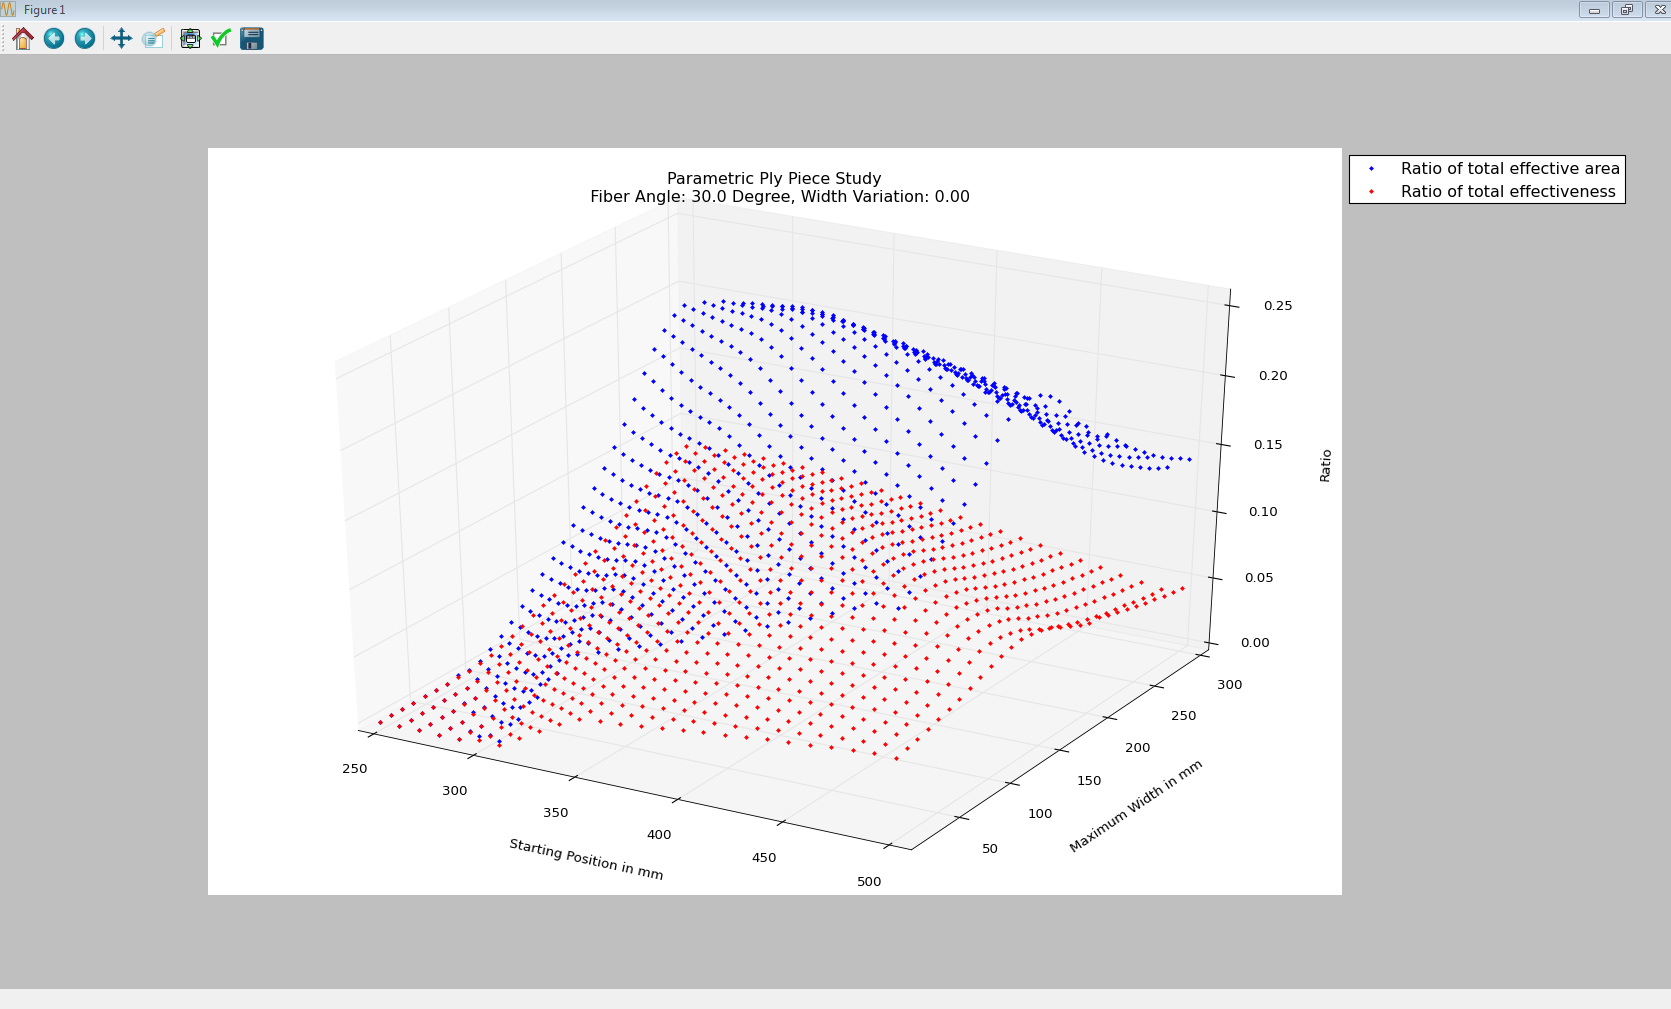 Figure 1
Parametric Ply Piece Study
Fiber Angle: 30.0 Degree, Width Variation: 0.00
Ratio of total effective area
Ratio of total effectiveness
0.25
0.20
0.15
0.10
0.05
0.00
Ratio
300
250
200
150
100
50
Maximum Width in mm
250
300
350
400
450
500
Starting Position in mm